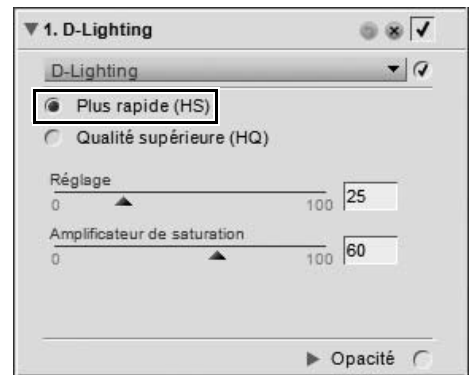 1. D-Lighting
D-Lighting
Plus rapide (HS)
Qualité supérieure (HQ)
Réglage
0 100 25
Amplificateur de saturation
0 100 60
Opacité